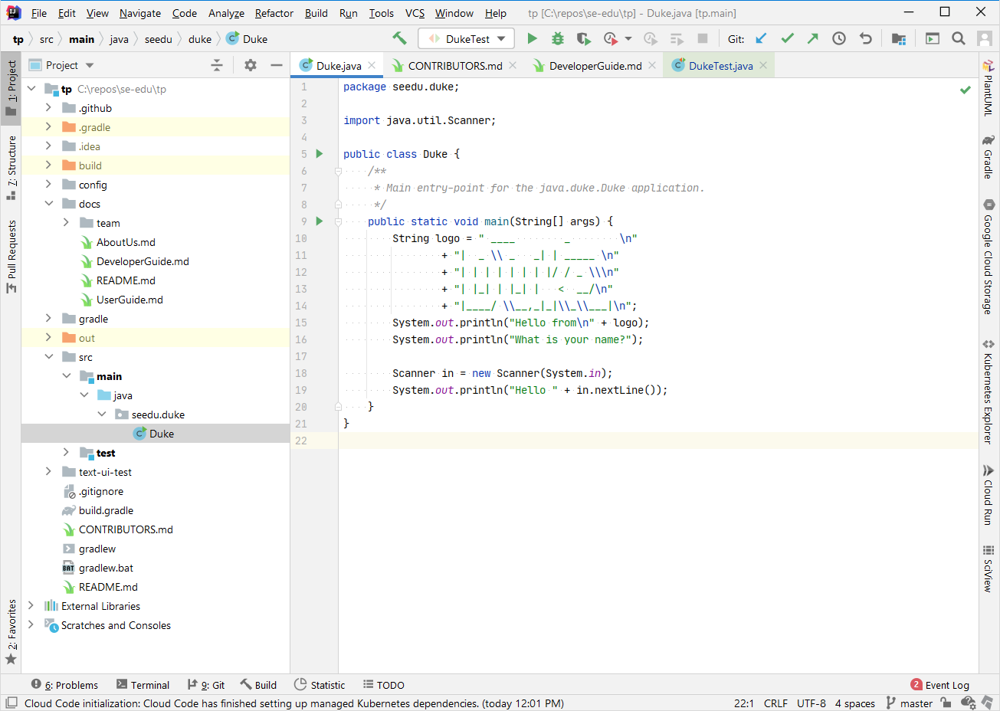 File Edit View Navigate Code Analyze Refactor Build Run Tools VCS Window Help tp [C:\repos\se-edu\tp] - Duke.java [tp.main]
tp src main java seedu duke Duke DukeTest Git:
1: Project
7: Structure
Pull Requests
2: Favorites
Project
tp C:\repos\se-edu\tp
.github
.gradle
.idea
build
config
docs
team
AboutUs.md
DeveloperGuide.md
README.md
UserGuide.md
gradle
out
src
main
java
seedu.duke
Duke
test
text-ui-test
.gitignore
build.gradle
CONTRIBUTORS.md
gradlew
gradlew.bat
README.md
External Libraries
Scratches and Consoles
Duke.java CONTRIBUTORS.md DeveloperGuide.md DukeTest.java
1 package seedu.duke;
2
3 import java.util.Scanner;
4
5 public class Duke {
6     /**
7      * Main entry-point for the java.duke.Duke application.
8      */
9     public static void main(String[] args) {
10         String logo = " ____        _        \n"
11                 + "|  _ \\ _   _| | _____ \n"
12                 + "| | | | | | | |/ / _ \\\n"
13                 + "| |_| | |_| |   <  __/\n"
14                 + "|____/ \\__,_|_|\\_\\___|\n";
15         System.out.println("Hello from\n" + logo);
16         System.out.println("What is your name?");
17
18         Scanner in = new Scanner(System.in);
19         System.out.println("Hello " + in.nextLine());
20     }
21 }
22
PlantUML
Gradle
Google Cloud Storage
Kubernetes Explorer
Cloud Run
SciView
6: Problems Terminal 9: Git Build Statistic TODO 2 Event Log
Cloud Code initialization: Cloud Code has finished setting up managed Kubernetes dependencies. (today 12:01 PM) 22:1 CRLF UTF-8 4 spaces master